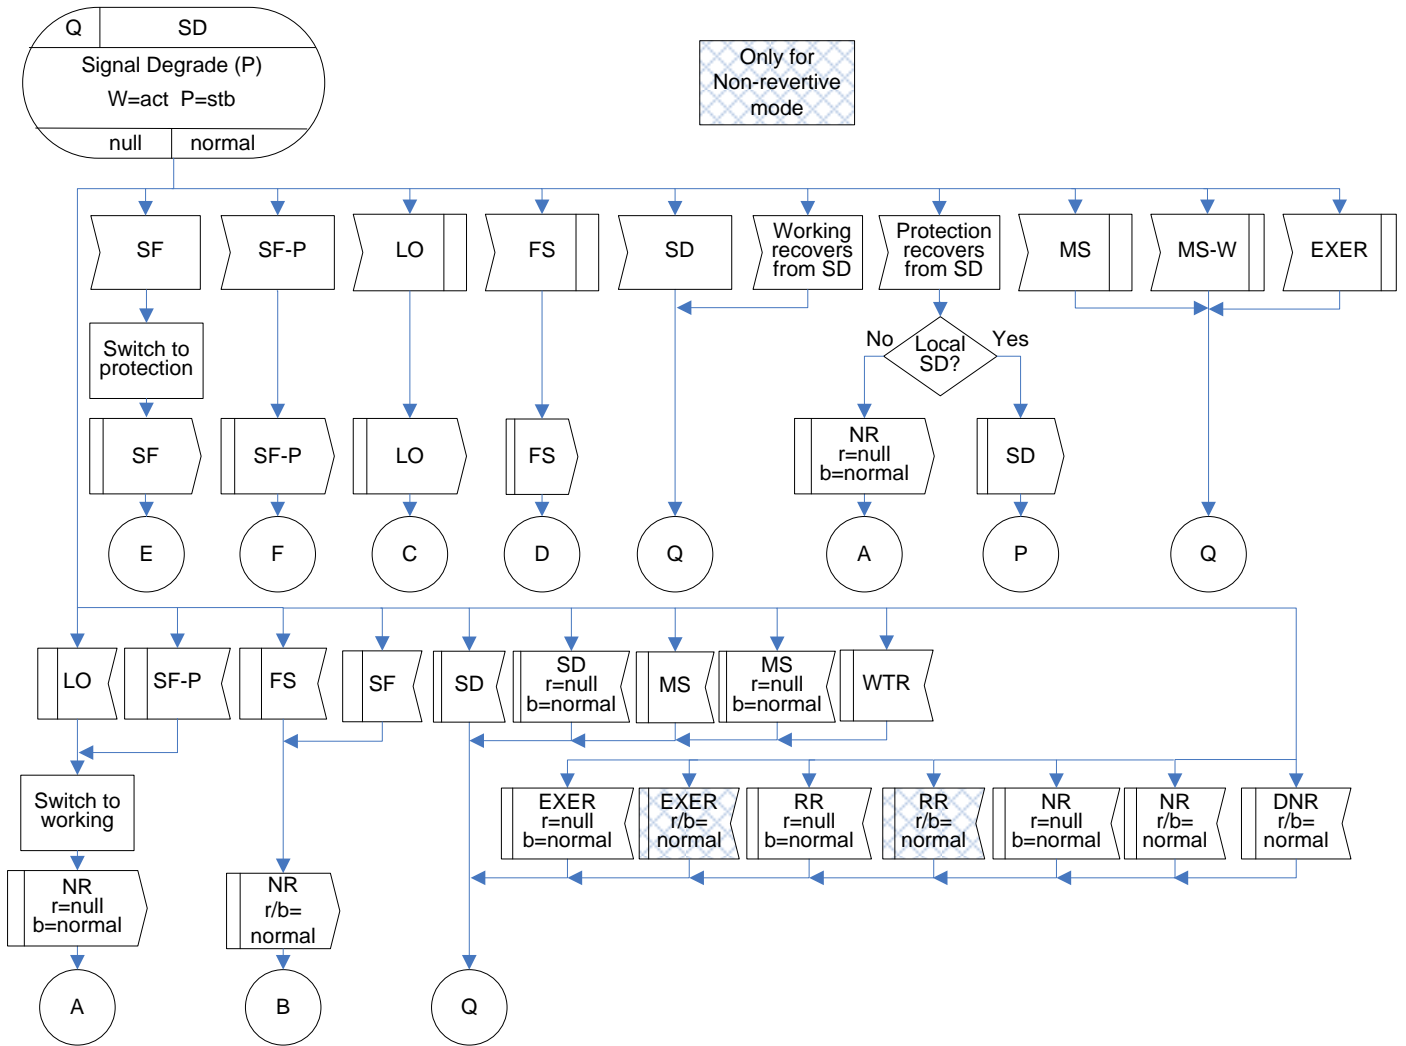 Q
SD
Signal Degrade (P)
W=act P=stb
null
normal
Only for
Non-revertive
mode
SF
SF-P
LO
FS
SD
Working
recovers
from SD
Protection
recovers
from SD
MS
MS-W
EXER
Switch to
protection
No
Local
SD?
Yes
SF
SF-P
LO
FS
NR
r=null
b=normal
SD
E
F
C
D
Q
A
P
Q
LO
SF-P
FS
SF
SD
SD
r=null
b=normal
MS
MS
r=null
b=normal
WTR
Switch to
working
EXER
r=null
b=normal
EXER
r/b=
normal
RR
r=null
b=normal
RR
r/b=
normal
NR
r=null
b=normal
NR
r/b=
normal
DNR
r/b=
normal
NR
r=null
b=normal
NR
r/b=
normal
A
B
Q